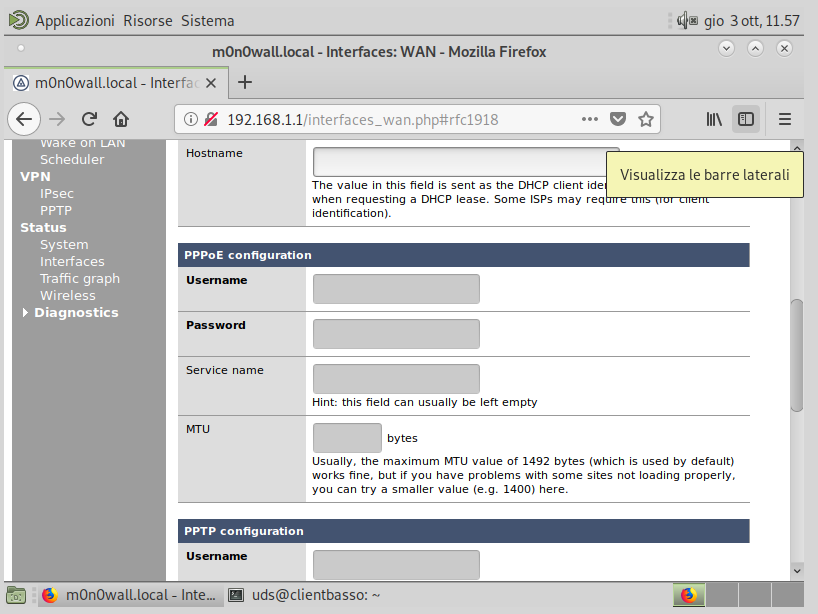 Applicazioni Risorse Sistema
gio 3 ott, 11.57
m0n0wall.local - Interfaces: WAN - Mozilla Firefox
m0n0wall.local - Interfac
192.168.1.1/interfaces_wan.php#rfc1918
Visualizza le barre laterali
Wake on LAN
Scheduler
VPN
IPsec
PPTP
Status
System
Interfaces
Traffic graph
Wireless
Diagnostics
Hostname
The value in this field is sent as the DHCP client iden
when requesting a DHCP lease. Some ISPs may require this (for client
identification).
PPPoE configuration
Username
Password
Service name
Hint: this field can usually be left empty
MTU
bytes
Usually, the maximum MTU value of 1492 bytes (which is used by default)
works fine, but if you have problems with some sites not loading properly,
you can try a smaller value (e.g. 1400) here.
PPTP configuration
Username
m0n0wall.local - Inte...
uds@clientbasso: ~